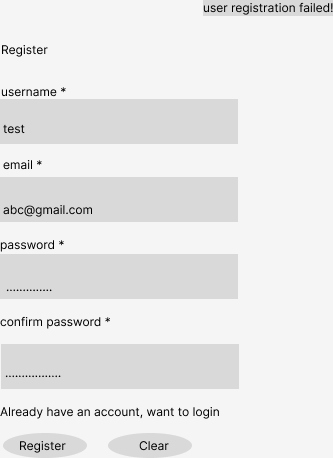 user registration failed!
Register
username *
test
email *
abc@gmail.com
password *
..............
confirm password *
.................
Already have an account, want to login
Register Clear